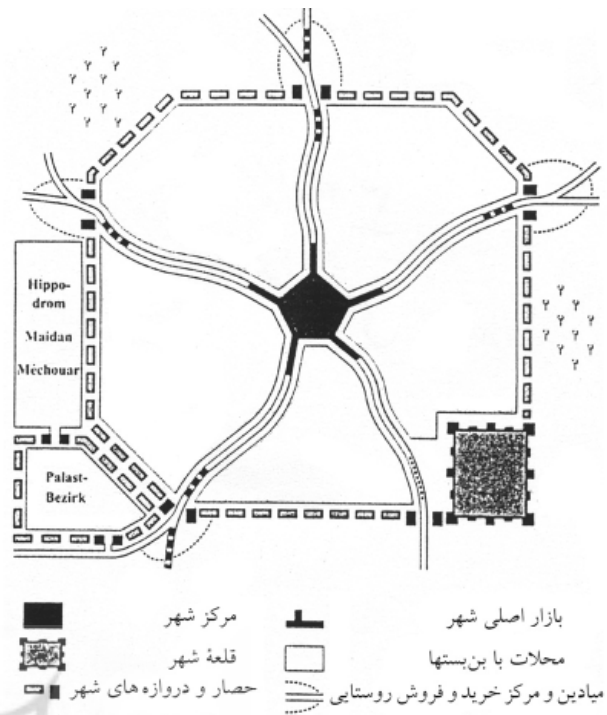 Hippo-
drom
Maidan
Méchouar
Palast-
Bezirk
مرکز شهر
بازار اصلی شهر
قلعهٔ شهر
محلات با بن‌بستها
حصار و دروازه های شهر
میادین و مرکز خرید و فروش روستایی